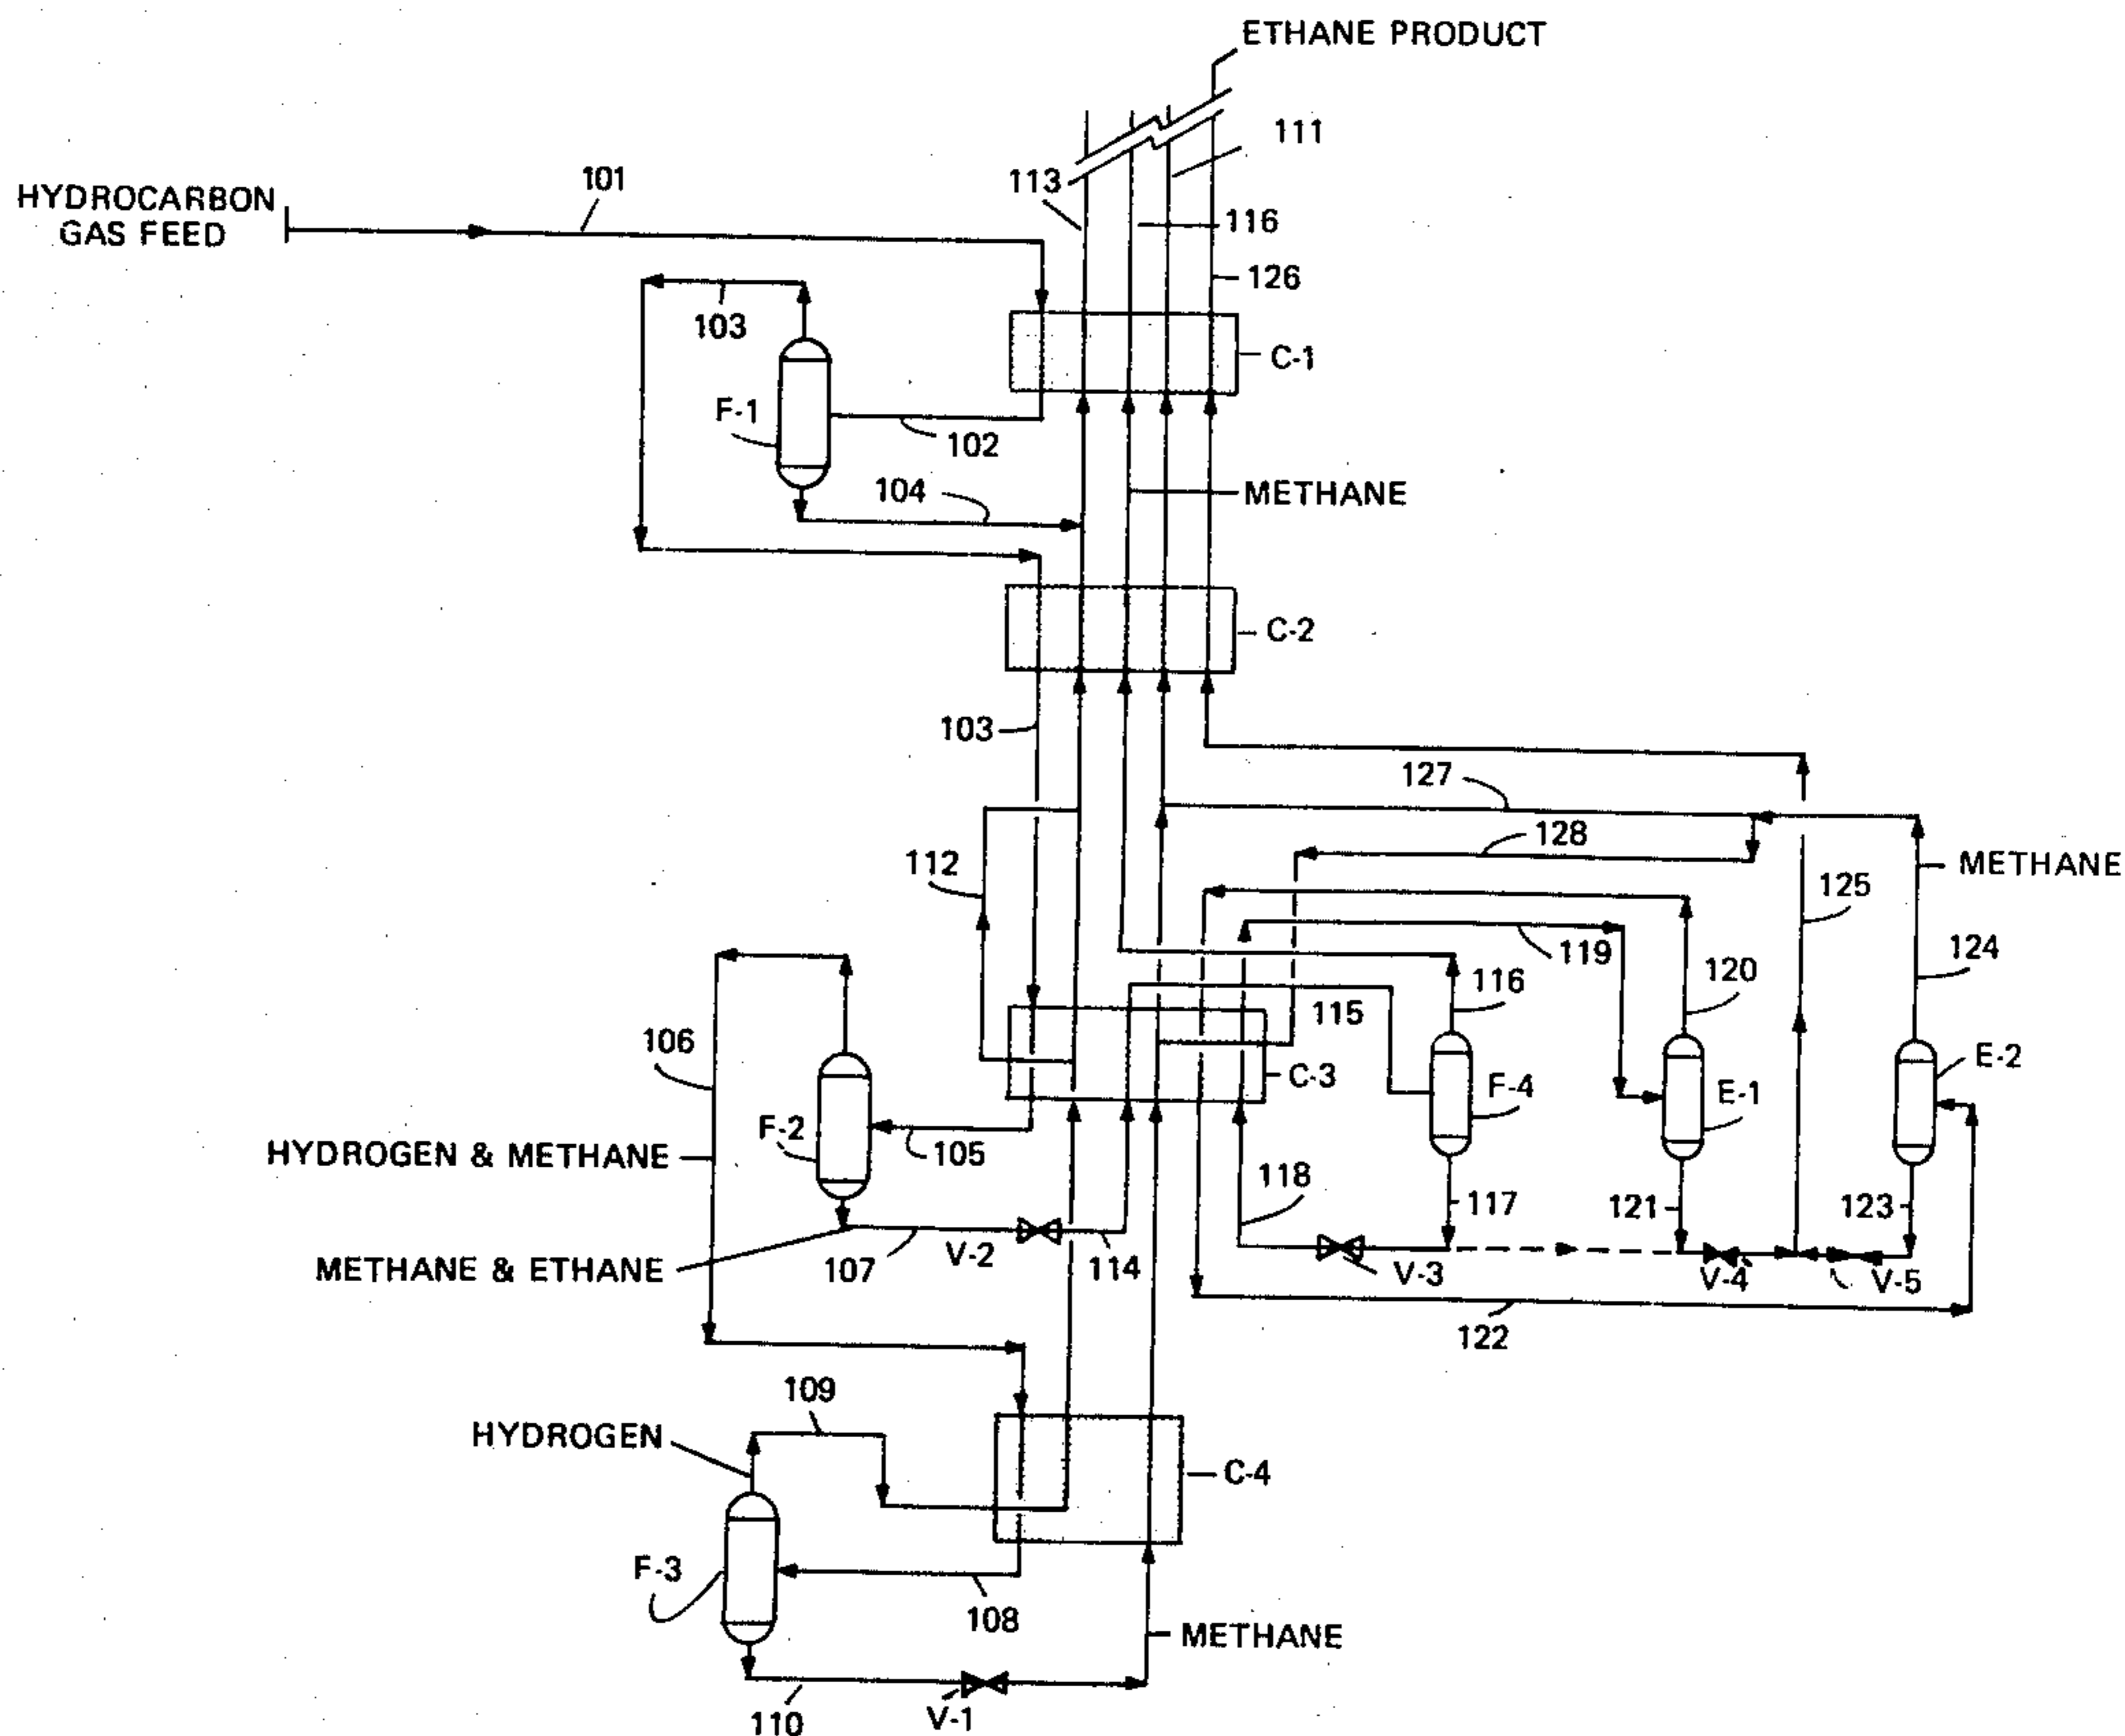 ETHANE PRODUCT
111
101
113
HYDROCARBON
GAS FEED
116
126
103
C-1
F-1
102
104
METHANE
C-2
103
127
128
112
METHANE
125
119
120
124
116
115
106
C-3
F-4
E-1
E-2
F-2
105
HYDROGEN & METHANE
118
117
121
123
METHANE & ETHANE
107
V-2
114
V-3
V-4
V-5
122
109
HYDROGEN
C-4
F-3
108
METHANE
110
V-1